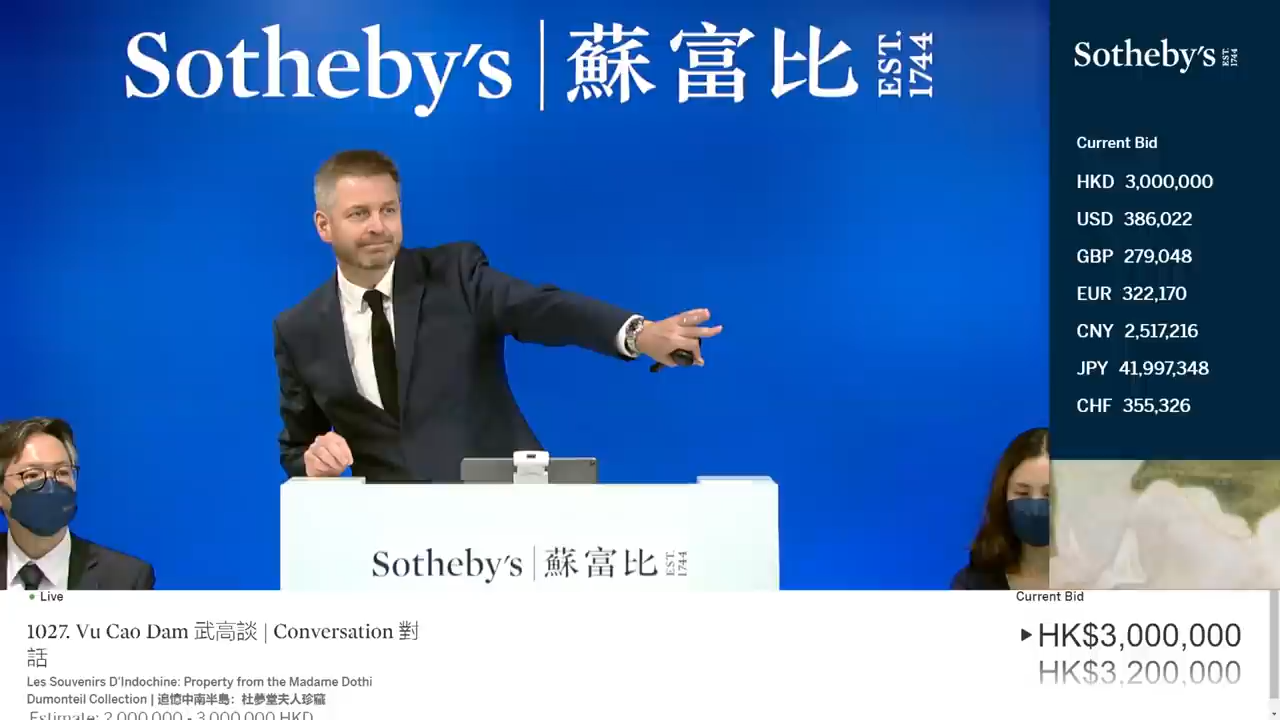 Sotheby's | 蘇富比 EST. 1744
Sotheby's EST. 1744
Current Bid
HKD 3,000,000
USD 386,022
GBP 279,048
EUR 322,170
CNY 2,517,216
JPY 41,997,348
CHF 355,326
Sotheby's | 蘇富比 EST. 1744
Live
Current Bid
1027. Vu Cao Dam 武高談 | Conversation 對
話
HK$3,000,000
HK$3,200,000
Les Souvenirs D'Indochine: Property from the Madame Dothi
Dumonteil Collection | 追憶中南半島：杜夢堂夫人珍藏
Estimate: 2,000,000 - 3,000,000 HKD